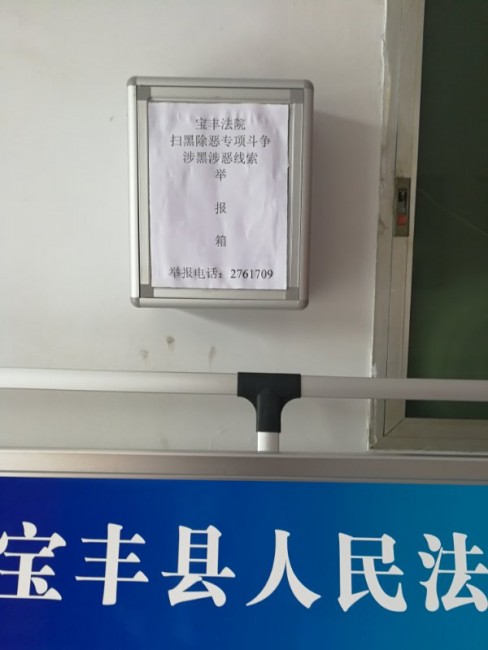 宝丰法院
扫黑除恶专项斗争
涉黑涉恶线索
举
报
箱
举报电话：2761709
宝丰县人民法